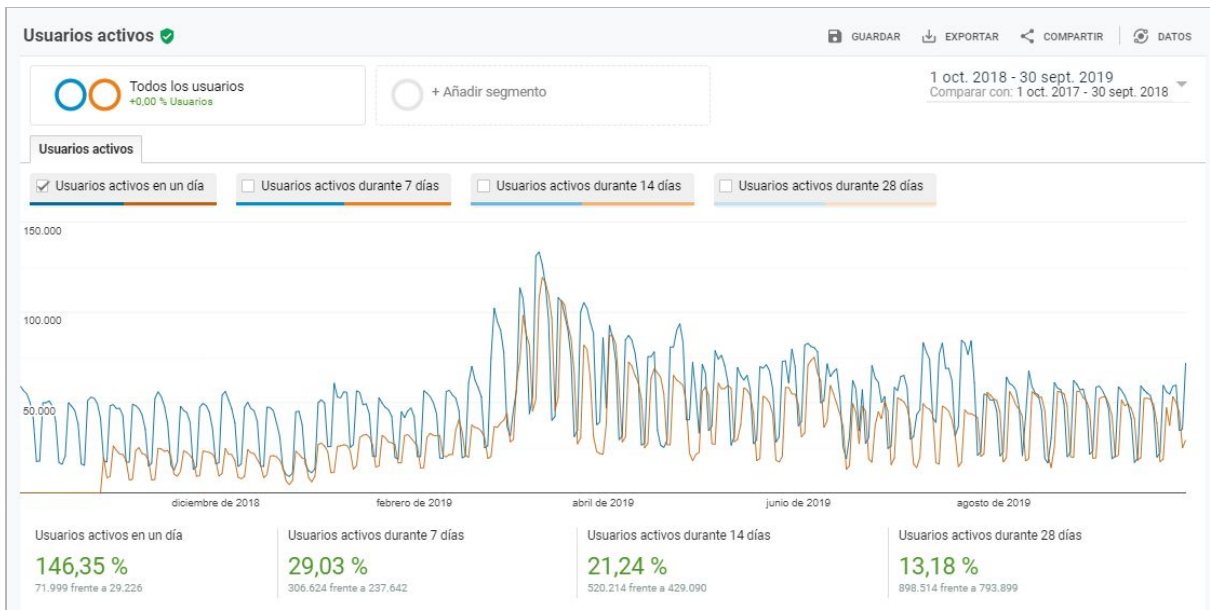 Usuarios activos
GUARDAR EXPORTAR COMPARTIR DATOS
Todos los usuarios
+0,00 % Usuarios
+ Añadir segmento
1 oct. 2018 - 30 sept. 2019
Comparar con: 1 oct. 2017 - 30 sept. 2018
Usuarios activos
Usuarios activos en un día Usuarios activos durante 7 días Usuarios activos durante 14 días Usuarios activos durante 28 días
150.000
100.000
50.000
diciembre de 2018 febrero de 2019 abril de 2019 junio de 2019 agosto de 2019
Usuarios activos en un día Usuarios activos durante 7 días Usuarios activos durante 14 días Usuarios activos durante 28 días
146,35 % 29,03 % 21,24 % 13,18 %
71.999 frente a 29.226 306.624 frente a 237.642 520.214 frente a 429.090 898.514 frente a 793.899